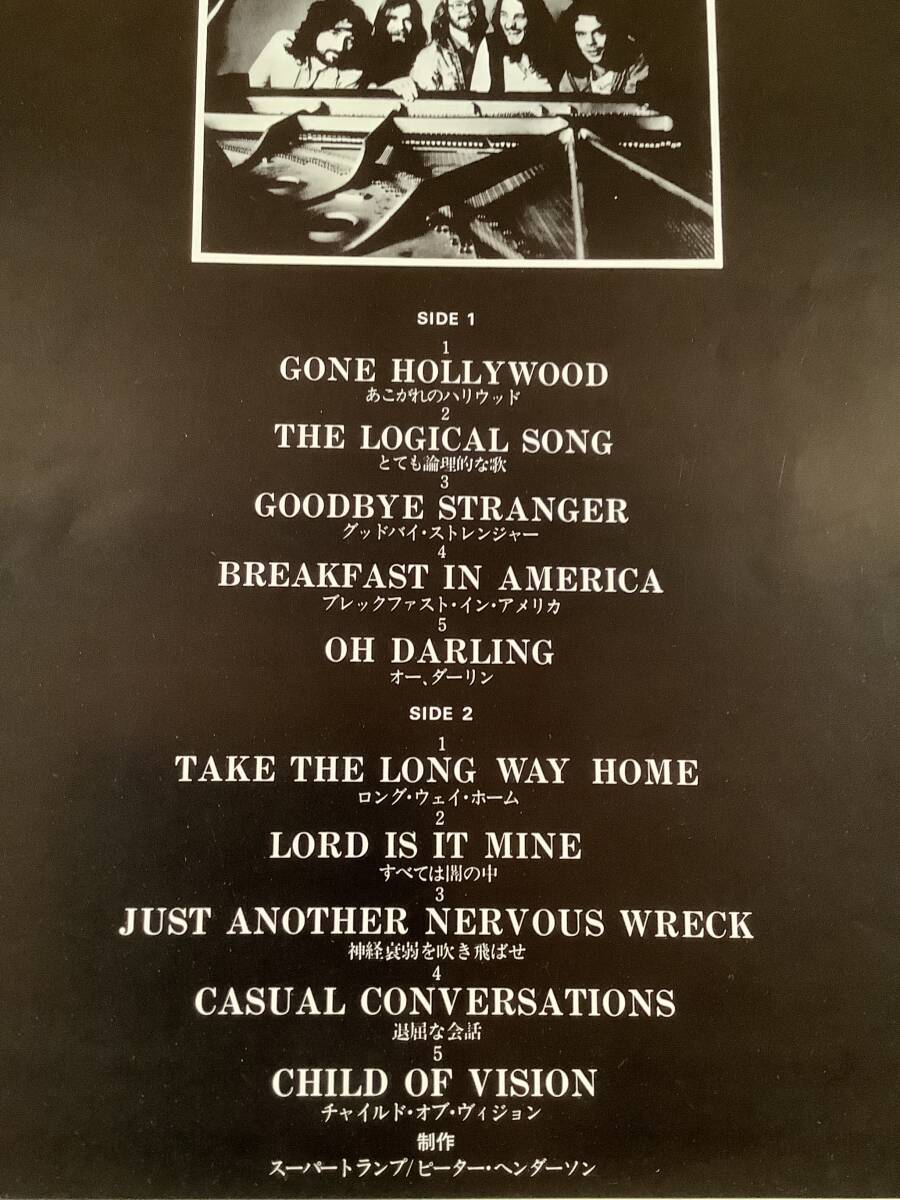 SIDE 1
1
GONE HOLLYWOOD
あこがれのハリウッド
2
THE LOGICAL SONG
とても論理的な歌
3
GOODBYE STRANGER
グッドバイ・ストレンジャー
4
BREAKFAST IN AMERICA
ブレックファスト・イン・アメリカ
5
OH DARLING
オー、ダーリン
SIDE 2
1
TAKE THE LONG WAY HOME
ロング・ウェイ・ホーム
2
LORD IS IT MINE
すべては闇の中
3
JUST ANOTHER NERVOUS WRECK
神経衰弱を吹き飛ばせ
4
CASUAL CONVERSATIONS
退屈な会話
5
CHILD OF VISION
チャイルド・オブ・ヴィジョン
制作
スーパートランプ/ピーター・ヘンダーソン